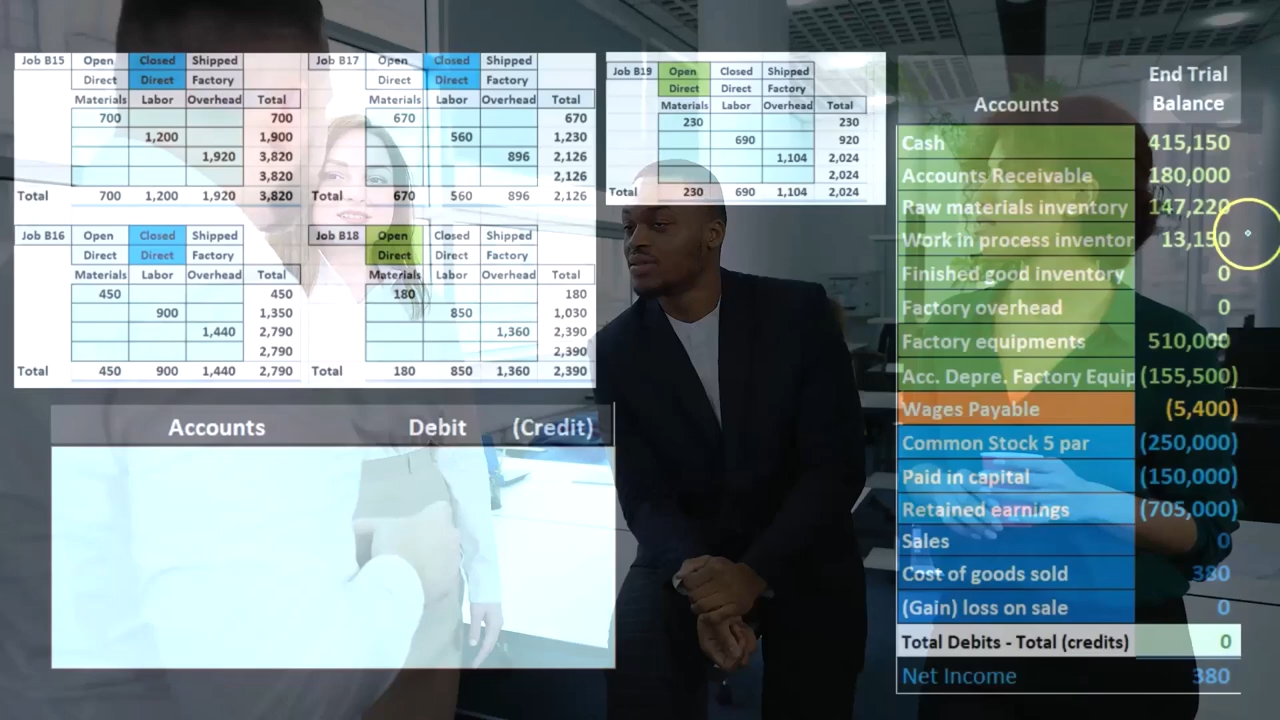 Job B15 Open Closed Shipped
Direct Direct Factory
Materials Labor Overhead Total
700 700
1,200 1,900
1,920 3,820
3,820
Total 700 1,200 1,920 3,820
Job B17 Open Closed Shipped
Direct Direct Factory
Materials Labor Overhead Total
670 670
560 1,230
896 2,126
2,126
Total 670 560 896 2,126
Job B19 Open Closed Shipped
Direct Direct Factory
Materials Labor Overhead Total
230 230
690 920
1,104 2,024
2,024
Total 230 690 1,104 2,024
Job B16 Open Closed Shipped
Direct Direct Factory
Materials Labor Overhead Total
450 450
900 1,350
1,440 2,790
2,790
Total 450 900 1,440 2,790
Job B18 Open Closed Shipped
Direct Direct Factory
Materials Labor Overhead Total
180 180
850 1,030
1,360 2,390
2,390
Total 180 850 1,360 2,390
Accounts Debit (Credit)
End Trial
Accounts Balance
Cash 415,150
Accounts Receivable 180,000
Raw materials inventory 147,220
Work in process inventor 13,150
Finished good inventory 0
Factory overhead 0
Factory equipments 510,000
Acc. Depre. Factory Equip (155,500)
Wages Payable (5,400)
Common Stock 5 par (250,000)
Paid in capital (150,000)
Retained earnings (705,000)
Sales 0
Cost of goods sold 380
(Gain) loss on sale 0
Total Debits - Total (credits) 0
Net Income 380